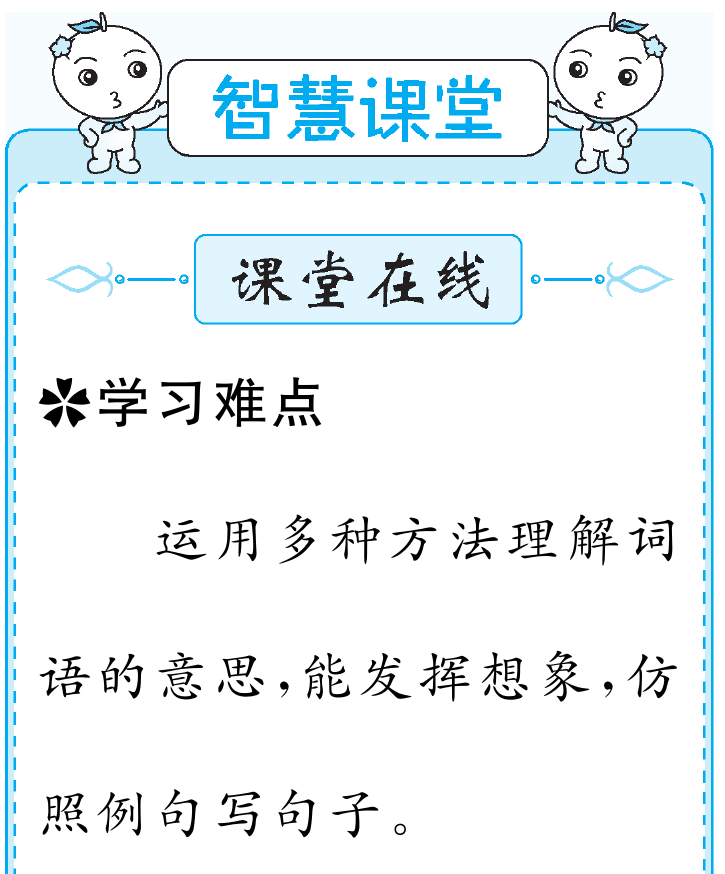 智慧课堂
课堂在线
学习难点
运用多种方法理解词
语的意思,能发挥想象,仿
照例句写句子。